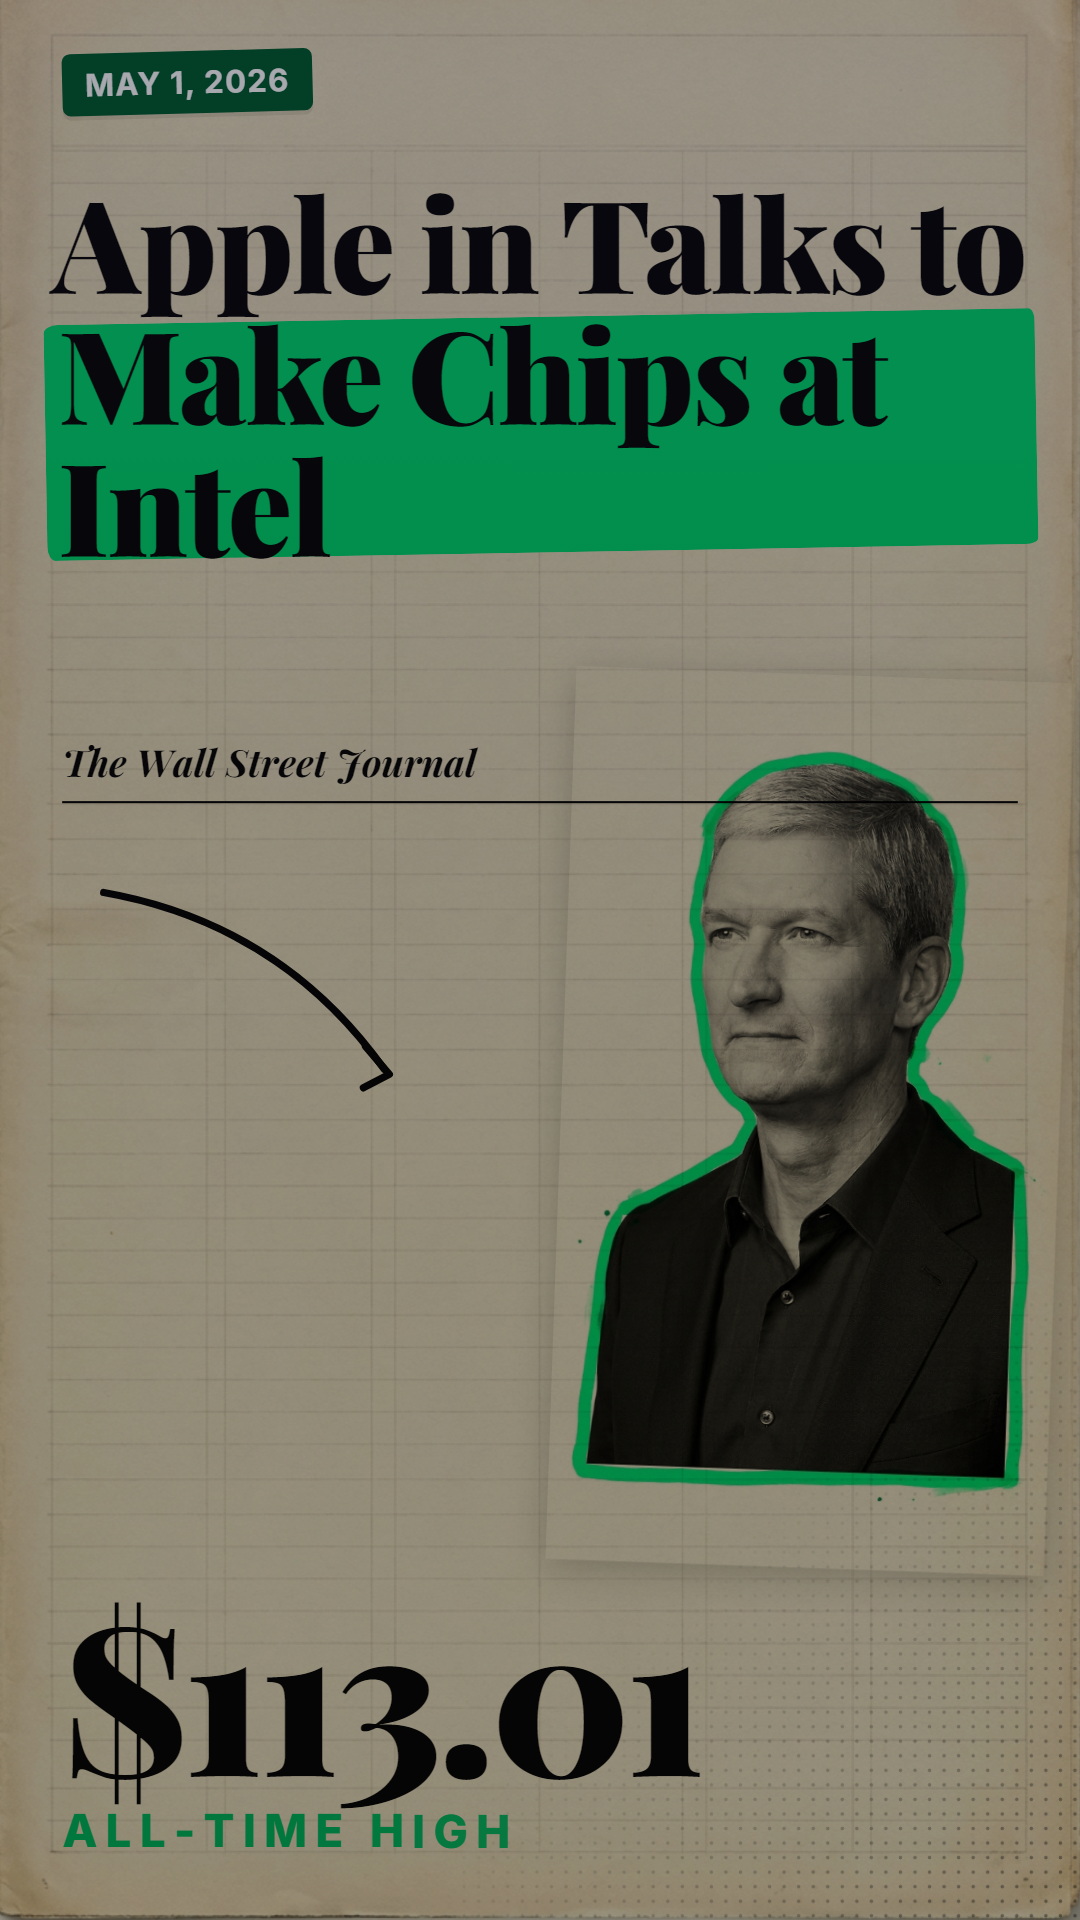 MAY 1, 2026
Apple in Talks to
Make Chips at
Intel
The Wall Street Journal
$113.01
ALL-TIME HIGH